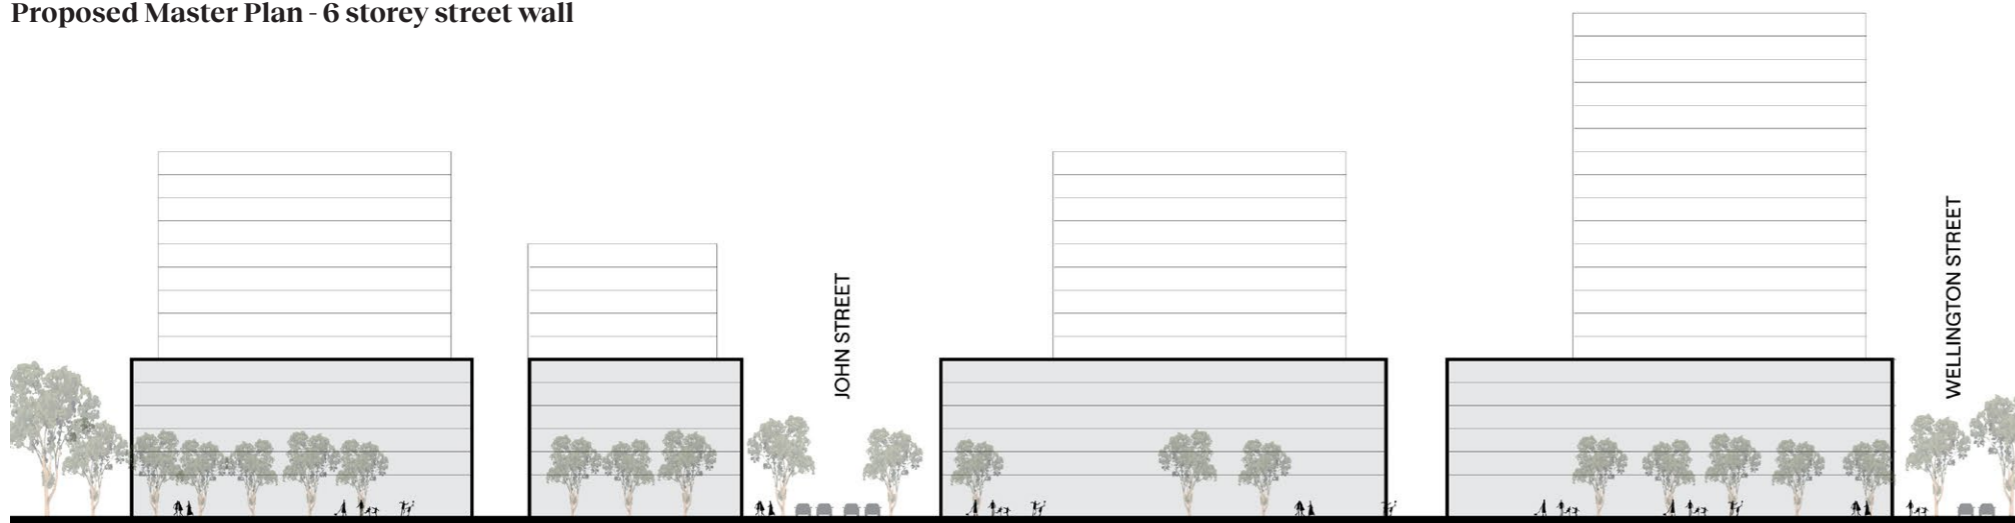 Proposed Master Plan - 6 storey street wall
JOHN STREET
WELLINGTON STREET